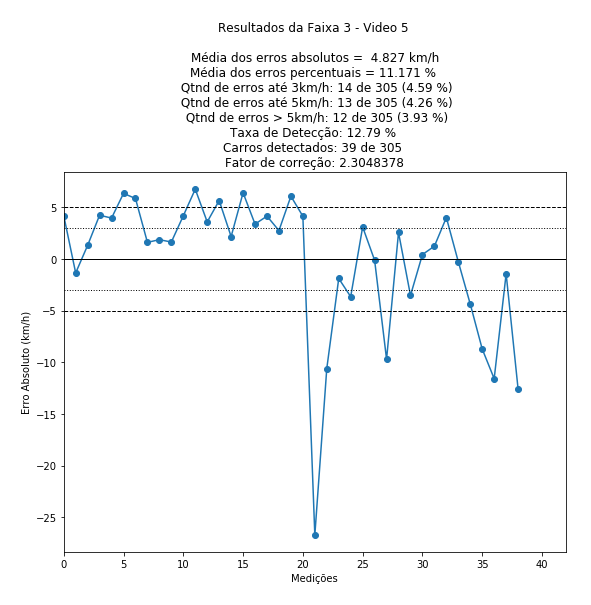 Resultados da Faixa 3 - Video 5
Média dos erros absolutos =  4.827 km/h
Média dos erros percentuais = 11.171 %
Qtnd de erros até 3km/h: 14 de 305 (4.59 %)
Qtnd de erros até 5km/h: 13 de 305 (4.26 %)
Qtnd de erros > 5km/h: 12 de 305 (3.93 %)
Taxa de Detecção: 12.79 %
Carros detectados: 39 de 305
Fator de correção: 2.3048378
5
0
−5
−10
−15
−20
−25
Erro Absoluto (km/h)
0 5 10 15 20 25 30 35 40
Medições